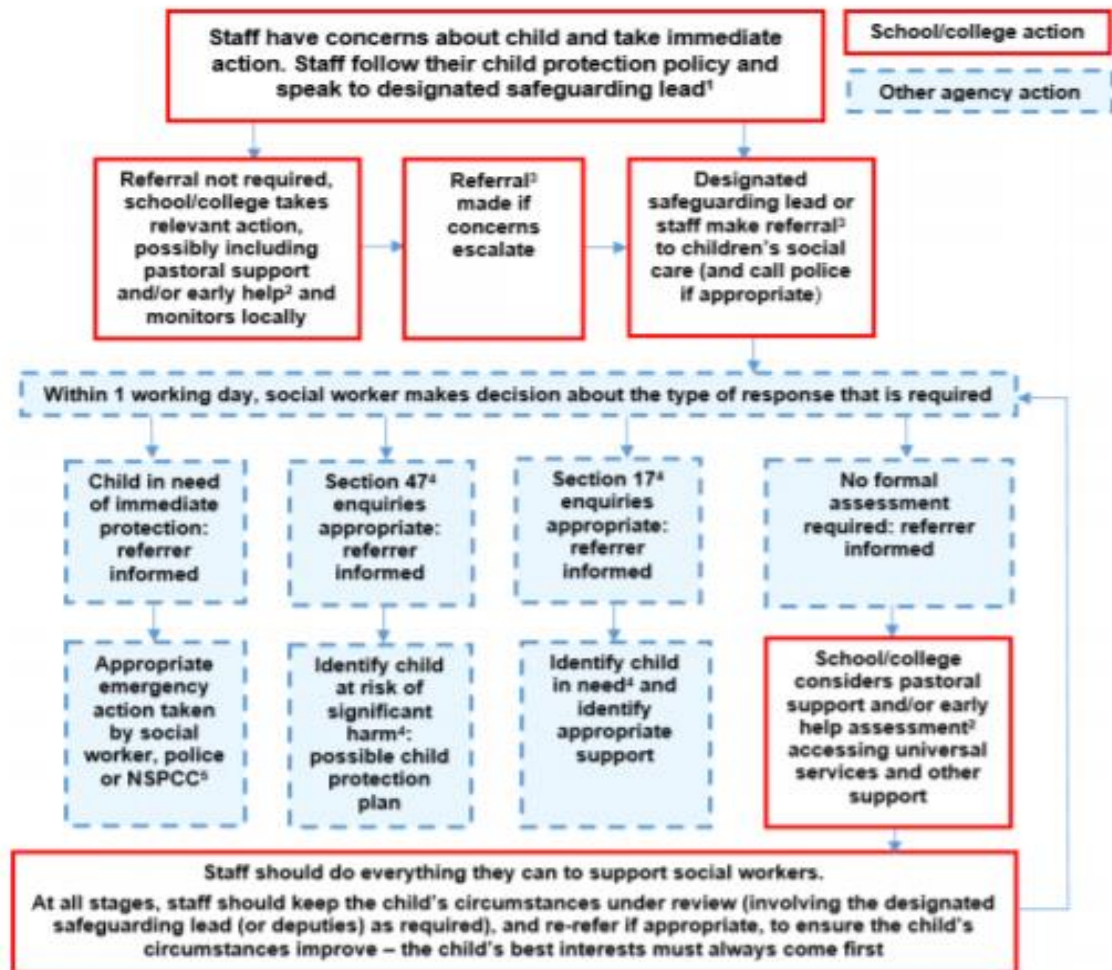 Staff have concerns about child and take immediate
action. Staff follow their child protection policy and
speak to designated safeguarding lead¹
School/college action
Other agency action
Referral not required,
school/college takes
relevant action,
possibly including
pastoral support
and/or early help² and
monitors locally
Referral³
made if
concerns
escalate
Designated
safeguarding lead or
staff make referral³
to children's social
care (and call police
if appropriate)
Within 1 working day, social worker makes decision about the type of response that is required
Child in need
of immediate
protection:
referrer
informed
Section 47⁴
enquiries
appropriate:
referrer
informed
Section 17⁴
enquiries
appropriate:
referrer
informed
No formal
assessment
required: referrer
informed
Appropriate
emergency
action taken
by social
worker, police
or NSPCC⁵
Identify child
at risk of
significant
harm⁴:
possible child
protection
plan
Identify child
in need⁴ and
identify
appropriate
support
School/college
considers pastoral
support and/or early
help assessment²
accessing universal
services and other
support
Staff should do everything they can to support social workers.
At all stages, staff should keep the child's circumstances under review (involving the designated
safeguarding lead (or deputies) as required), and re-refer if appropriate, to ensure the child's
circumstances improve – the child's best interests must always come first